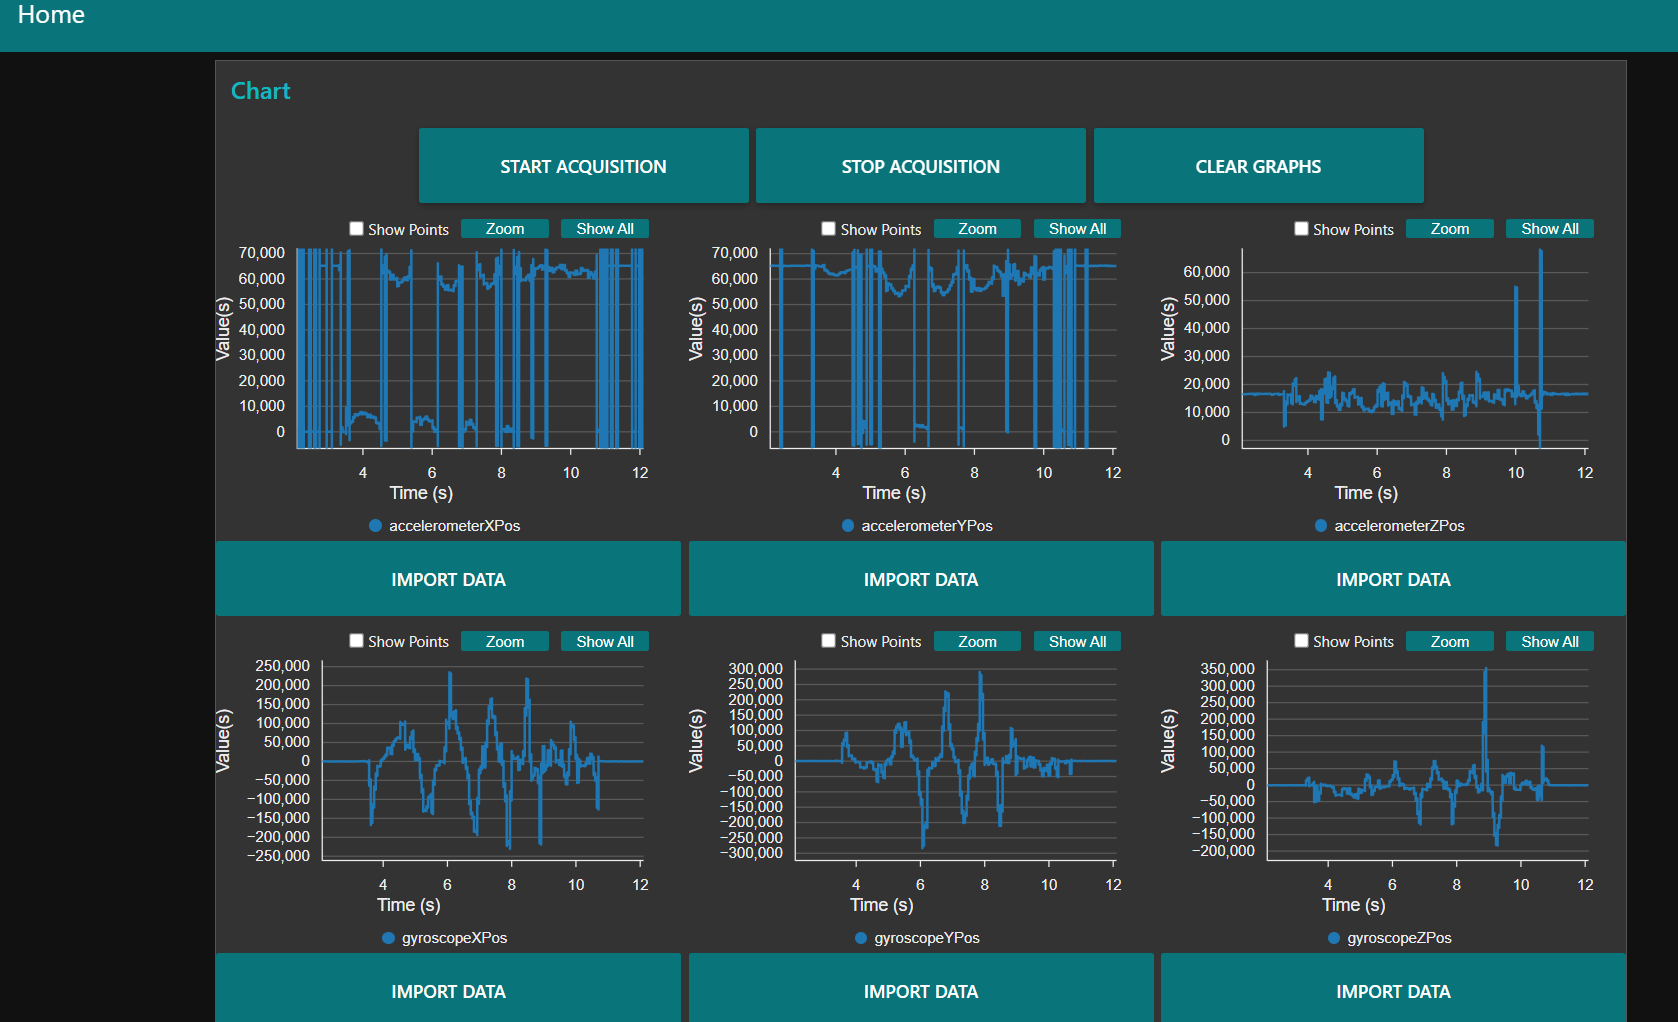 Home
Chart
START ACQUISITION STOP ACQUISITION CLEAR GRAPHS
Show Points Zoom Show All
70,000
60,000
50,000
40,000
30,000
20,000
10,000
0
Value(s)
4 6 8 10 12
Time (s)
accelerometerXPos
Show Points Zoom Show All
70,000
60,000
50,000
40,000
30,000
20,000
10,000
0
Value(s)
4 6 8 10 12
Time (s)
accelerometerYPos
Show Points Zoom Show All
60,000
50,000
40,000
30,000
20,000
10,000
0
Value(s)
4 6 8 10 12
Time (s)
accelerometerZPos
IMPORT DATA IMPORT DATA IMPORT DATA
Show Points Zoom Show All
250,000
200,000
150,000
100,000
50,000
0
−50,000
−100,000
−150,000
−200,000
−250,000
Value(s)
4 6 8 10 12
Time (s)
gyroscopeXPos
Show Points Zoom Show All
300,000
250,000
200,000
150,000
100,000
50,000
0
−50,000
−100,000
−150,000
−200,000
−250,000
−300,000
Value(s)
4 6 8 10 12
Time (s)
gyroscopeYPos
Show Points Zoom Show All
350,000
300,000
250,000
200,000
150,000
100,000
50,000
0
−50,000
−100,000
−150,000
−200,000
Value(s)
4 6 8 10 12
Time (s)
gyroscopeZPos
IMPORT DATA IMPORT DATA IMPORT DATA